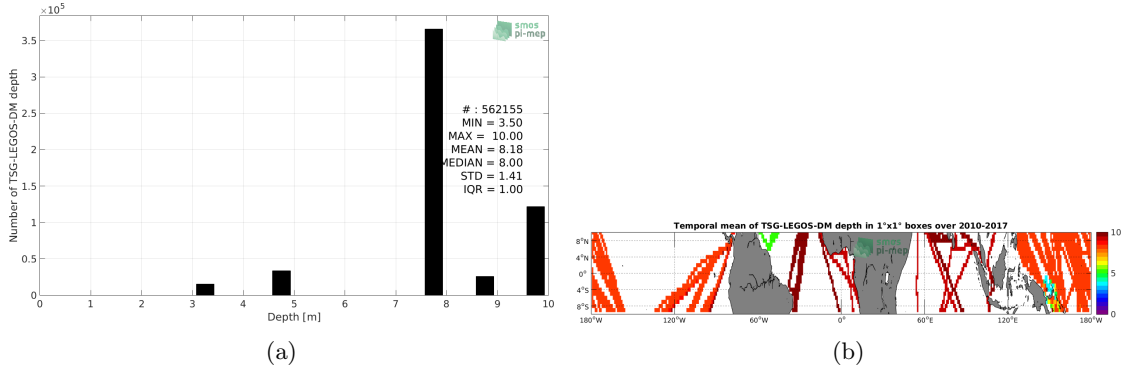 ×10⁵
smos
pi-mep
3.5
3
2.5
2
1.5
1
0.5
0
Number of TSG-LEGOS-DM depth
# : 562155
MIN = 3.50
MAX = 10.00
MEAN = 8.18
MEDIAN = 8.00
STD = 1.41
IQR = 1.00
0 1 2 3 4 5 6 7 8 9 10
Depth [m]
(a)
Temporal mean of TSG-LEGOS-DM depth in 1°x1° boxes over 2010-2017
smos
pi-mep
8°N
4°N
0°
4°S
8°S
180°W 120°W 60°W 0° 60°E 120°E 180°W
10
5
0
(b)